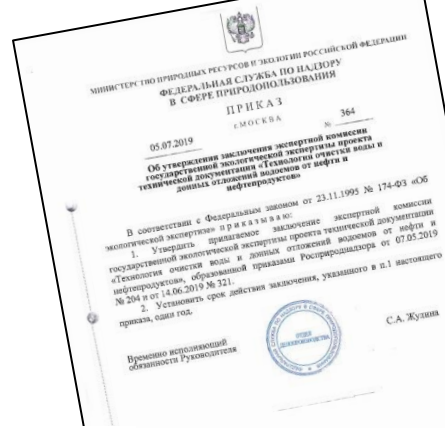 МИНИСТЕРСТВО ПРИРОДНЫХ РЕСУРСОВ И ЭКОЛОГИИ РОССИЙСКОЙ ФЕДЕРАЦИИ
ФЕДЕРАЛЬНАЯ СЛУЖБА ПО НАДЗОРУ
В СФЕРЕ ПРИРОДОПОЛЬЗОВАНИЯ
ПРИКАЗ
г.МОСКВА
05.07.2019 № 364
Об утверждении заключения экспертной комиссии
государственной экологической экспертизы проекта
технической документации «Технология очистки воды и
донных отложений водоемов от нефти и
нефтепродуктов»
В соответствии с Федеральным законом от 23.11.1995 № 174-ФЗ «Об
экологической экспертизе» п р и к а з ы в а ю:
1. Утвердить прилагаемое заключение экспертной комиссии
государственной экологической экспертизы проекта технической документации
«Технология очистки воды и донных отложений водоемов от нефти и
нефтепродуктов», образованной приказами Росприроднадзора от 07.05.2019
№ 204 и от 14.06.2019 № 321.
2. Установить срок действия заключения, указанного в п.1 настоящего
приказа, один год.
Временно исполняющий
обязанности Руководителя
С.А. Жулина
ОТДЕЛ
ДЕЛОПРОИЗВОДСТВА